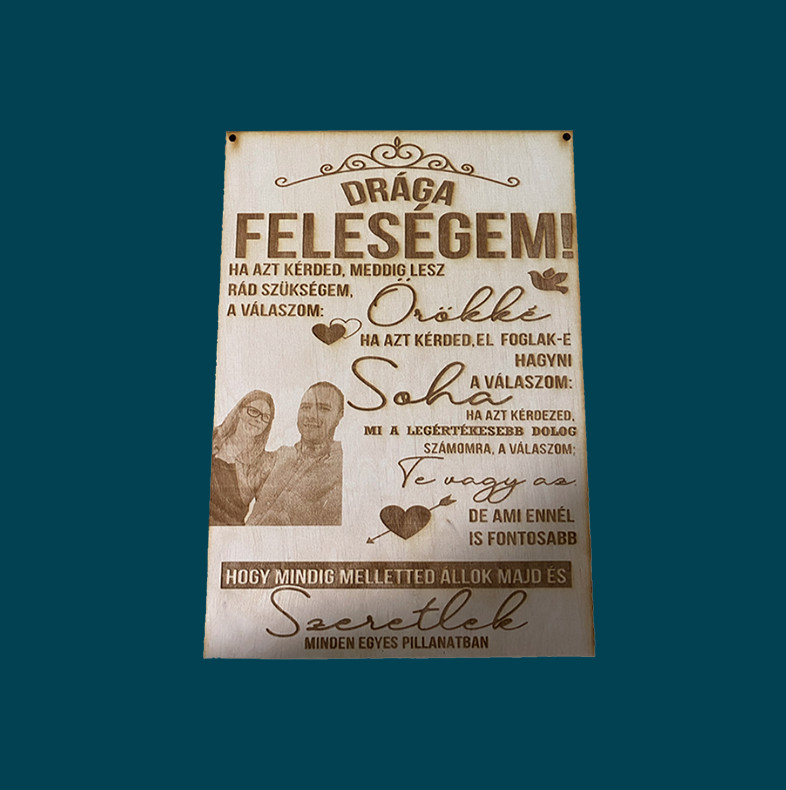 DRÁGA
FELESÉGEM!
HA AZT KÉRDED, MEDDIG LESZ
RÁD SZÜKSÉGEM,
A VÁLASZOM: Örökké
HA AZT KÉRDED,EL FOGLAK-E
HAGYNI
A VÁLASZOM:
Soha
HA AZT KÉRDEZED,
MI A LEGÉRTÉKESEBB DOLOG
SZÁMOMRA, A VÁLASZOM;
Te vagy az.
DE AMI ENNÉL
IS FONTOSABB
HOGY MINDIG MELLETTED ÁLLOK MAJD ÉS
Szeretlek
MINDEN EGYES PILLANATBAN